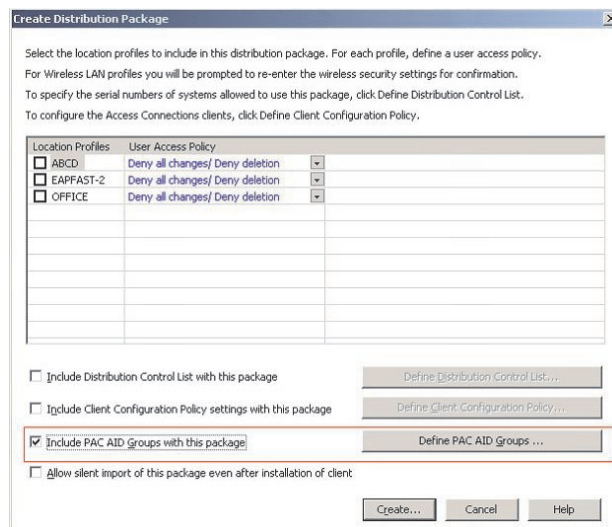 Create Distribution Package
Select the location profiles to include in this distribution package. For each profile, define a user access policy.
For Wireless LAN profiles you will be prompted to re-enter the wireless security settings for confirmation.
To specify the serial numbers of systems allowed to use this package, click Define Distribution Control List.
To configure the Access Connections clients, click Define Client Configuration Policy.
Location Profiles User Access Policy
ABCD Deny all changes/ Deny deletion
EAPFAST-2 Deny all changes/ Deny deletion
OFFICE Deny all changes/ Deny deletion
Include Distribution Control List with this package Define Distribution Control List...
Include Client Configuration Policy settings with this package Define Client Configuration Policy...
Include PAC AID Groups with this package Define PAC AID Groups ...
Allow silent import of this package even after installation of client
Create... Cancel Help